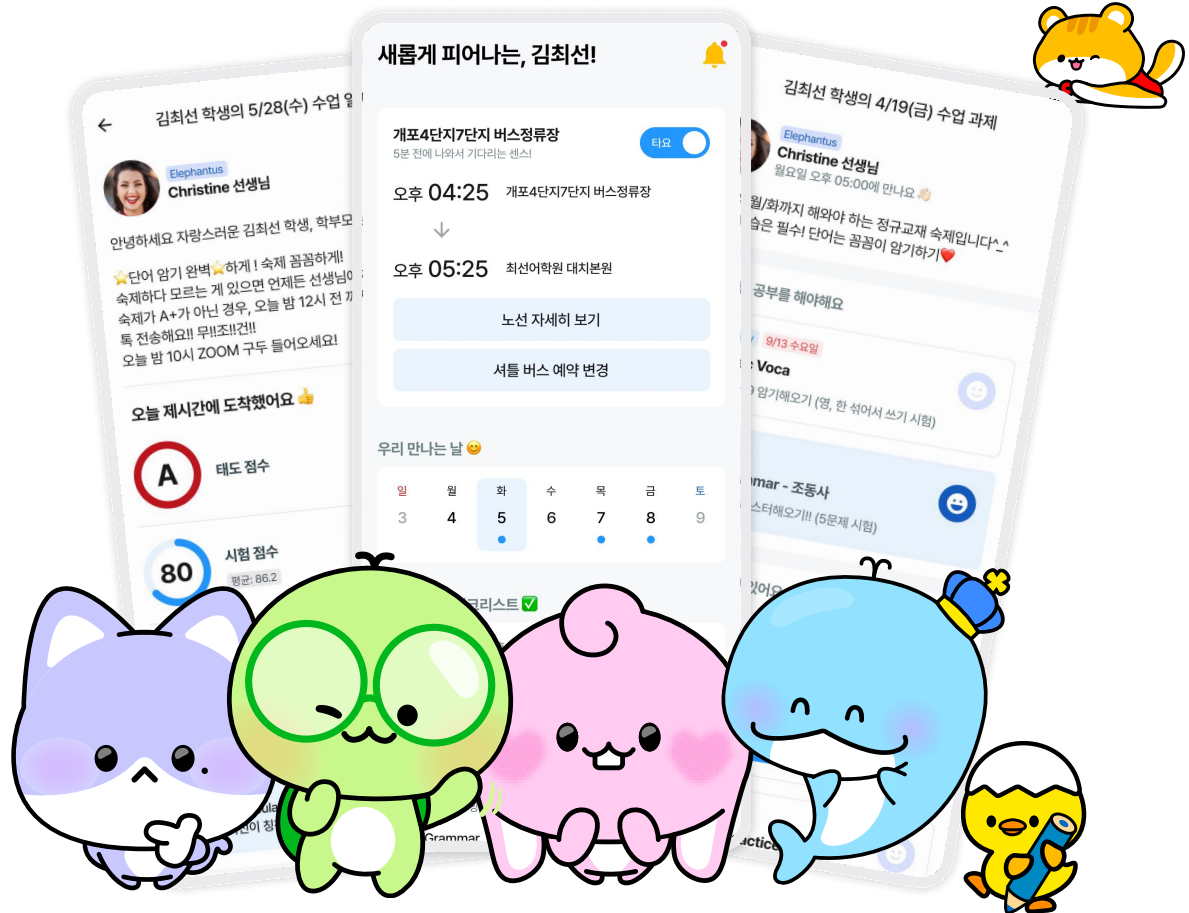 김최선 학생의 5/28(수) 수업 일
Elephantus
Christine 선생님
안녕하세요 자랑스러운 김최선 학생, 학부모
⭐단어 암기 완벽⭐하게 ! 숙제 꼼꼼하게!
숙제하다 모르는 게 있으면 언제든 선생님
숙제가 A+가 아닌 경우, 오늘 밤 12시 전
톡 전송해요!! 무!!조!!건!!
오늘 밤 10시 ZOOM 구두 들어오세요!
오늘 제시간에 도착했어요 👍
A
태도 점수
80
시험 점수
평균: 86.2
새롭게 피어나는, 김최선!
개포4단지7단지 버스정류장
5분 전에 나와서 기다리는 센스!
타요
오후 04:25 개포4단지7단지 버스정류장
오후 05:25 최선어학원 대치본원
노선 자세히 보기
셔틀 버스 예약 변경
우리 만나는 날 😊
일 월 화 수 목 금 토
3 4 5 6 7 8 9
크리스트 ✅
Grammar
김최선 학생의 4/19(금) 수업 과제
Elephantus
Christine 선생님
월요일 오후 05:00에 만나요 👋🏻
월/화까지 해와야 하는 정규교재 숙제입니다^_^
습은 필수! 단어는 꼼꼼이 암기하기❤️
공부를 해야해요
9/13 수요일
Voca
암기해오기 (영, 한 섞어서 쓰기 시험)
mar - 조동사
스터해오기!! (5문제 시험)
있어요
actice